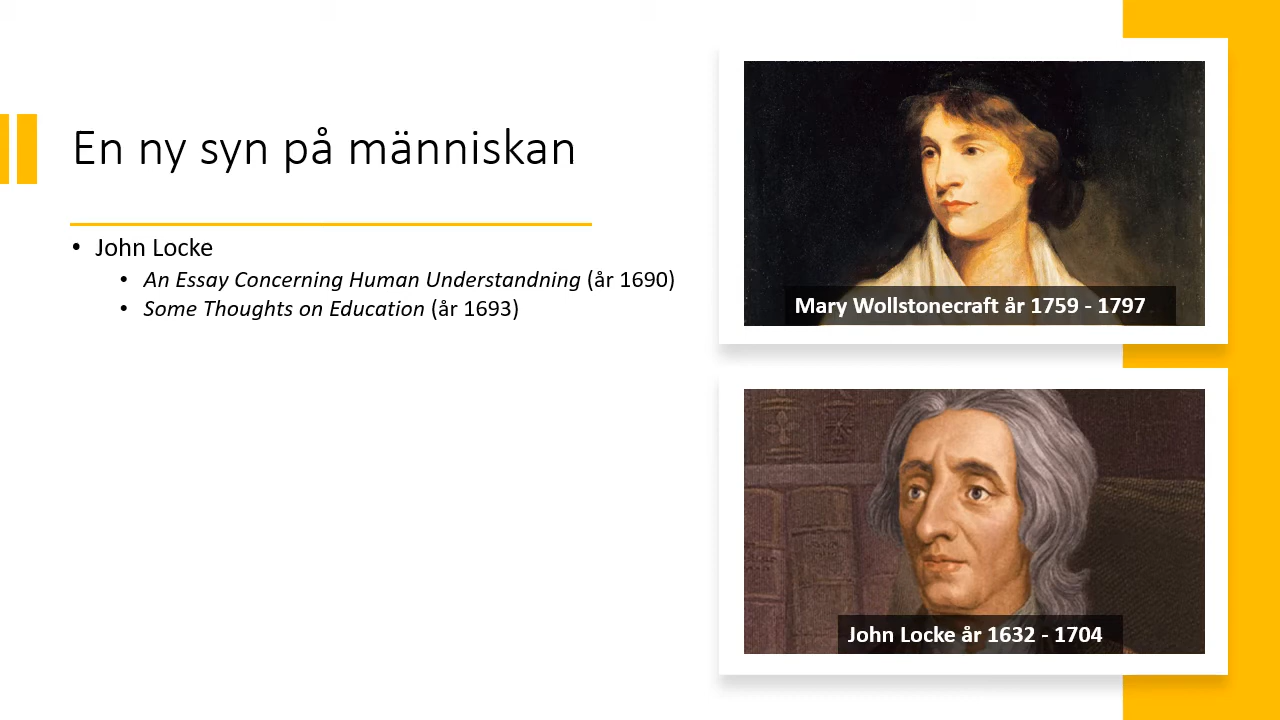 En ny syn på människan
• John Locke
• An Essay Concerning Human Understandning (år 1690)
• Some Thoughts on Education (år 1693)
Mary Wollstonecraft år 1759 - 1797
John Locke år 1632 - 1704